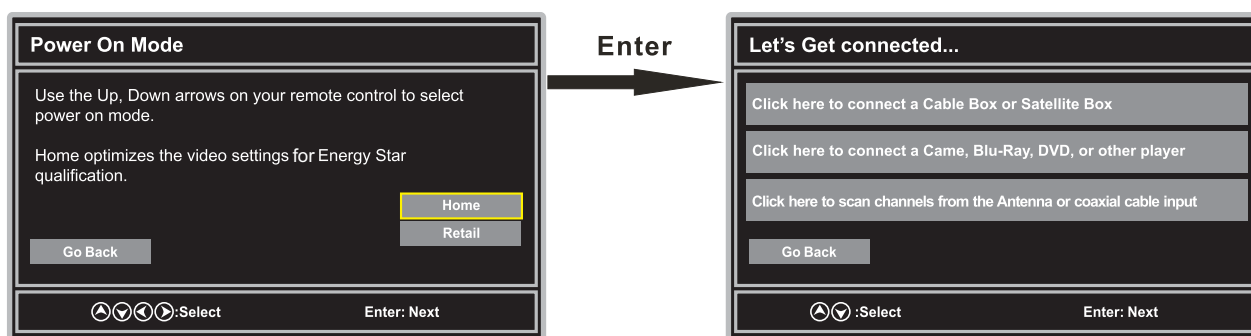 Power On Mode
Use the Up, Down arrows on your remote control to select
power on mode.
Home optimizes the video settings for Energy Star
qualification.
Home
Retail
Go Back
:Select Enter: Next
Enter
Let's Get connected...
Click here to connect a Cable Box or Satellite Box
Click here to connect a Came, Blu-Ray, DVD, or other player
Click here to scan channels from the Antenna or coaxial cable input
Go Back
:Select Enter: Next